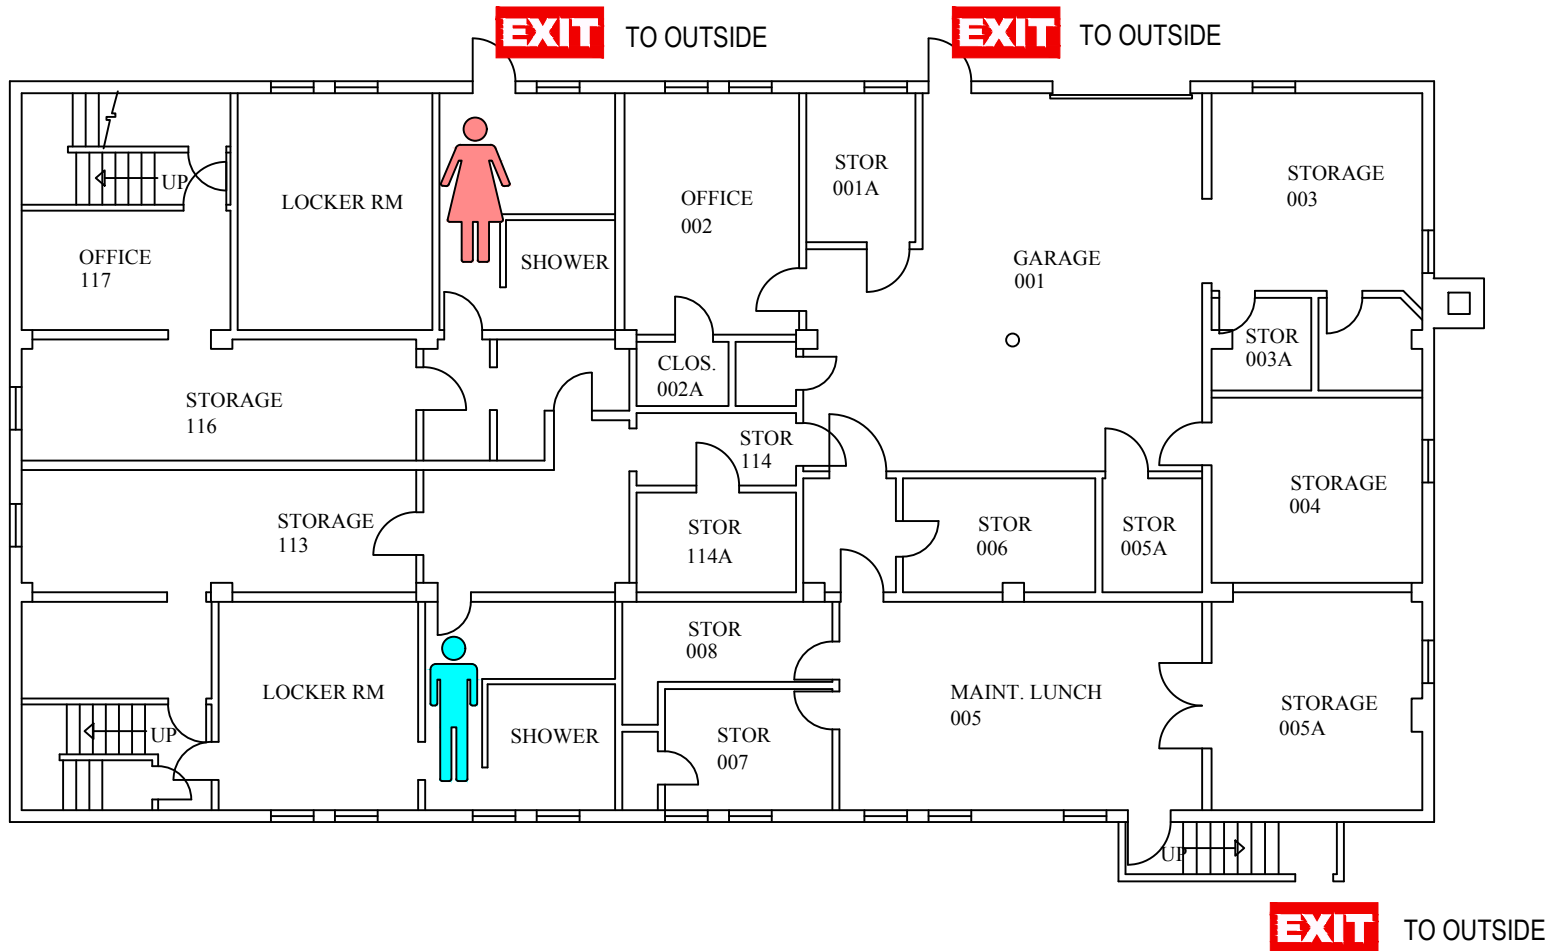 EXIT TO OUTSIDE
EXIT TO OUTSIDE
UP
LOCKER RM
OFFICE
117
SHOWER
OFFICE
002
STOR
001A
GARAGE
001
STORAGE
003
STOR
003A
CLOS.
002A
STORAGE
116
STOR
114
STORAGE
113
STOR
114A
STOR
006
STOR
005A
STORAGE
004
STOR
008
LOCKER RM
UP
SHOWER
STOR
007
MAINT. LUNCH
005
STORAGE
005A
UP
EXIT TO OUTSIDE